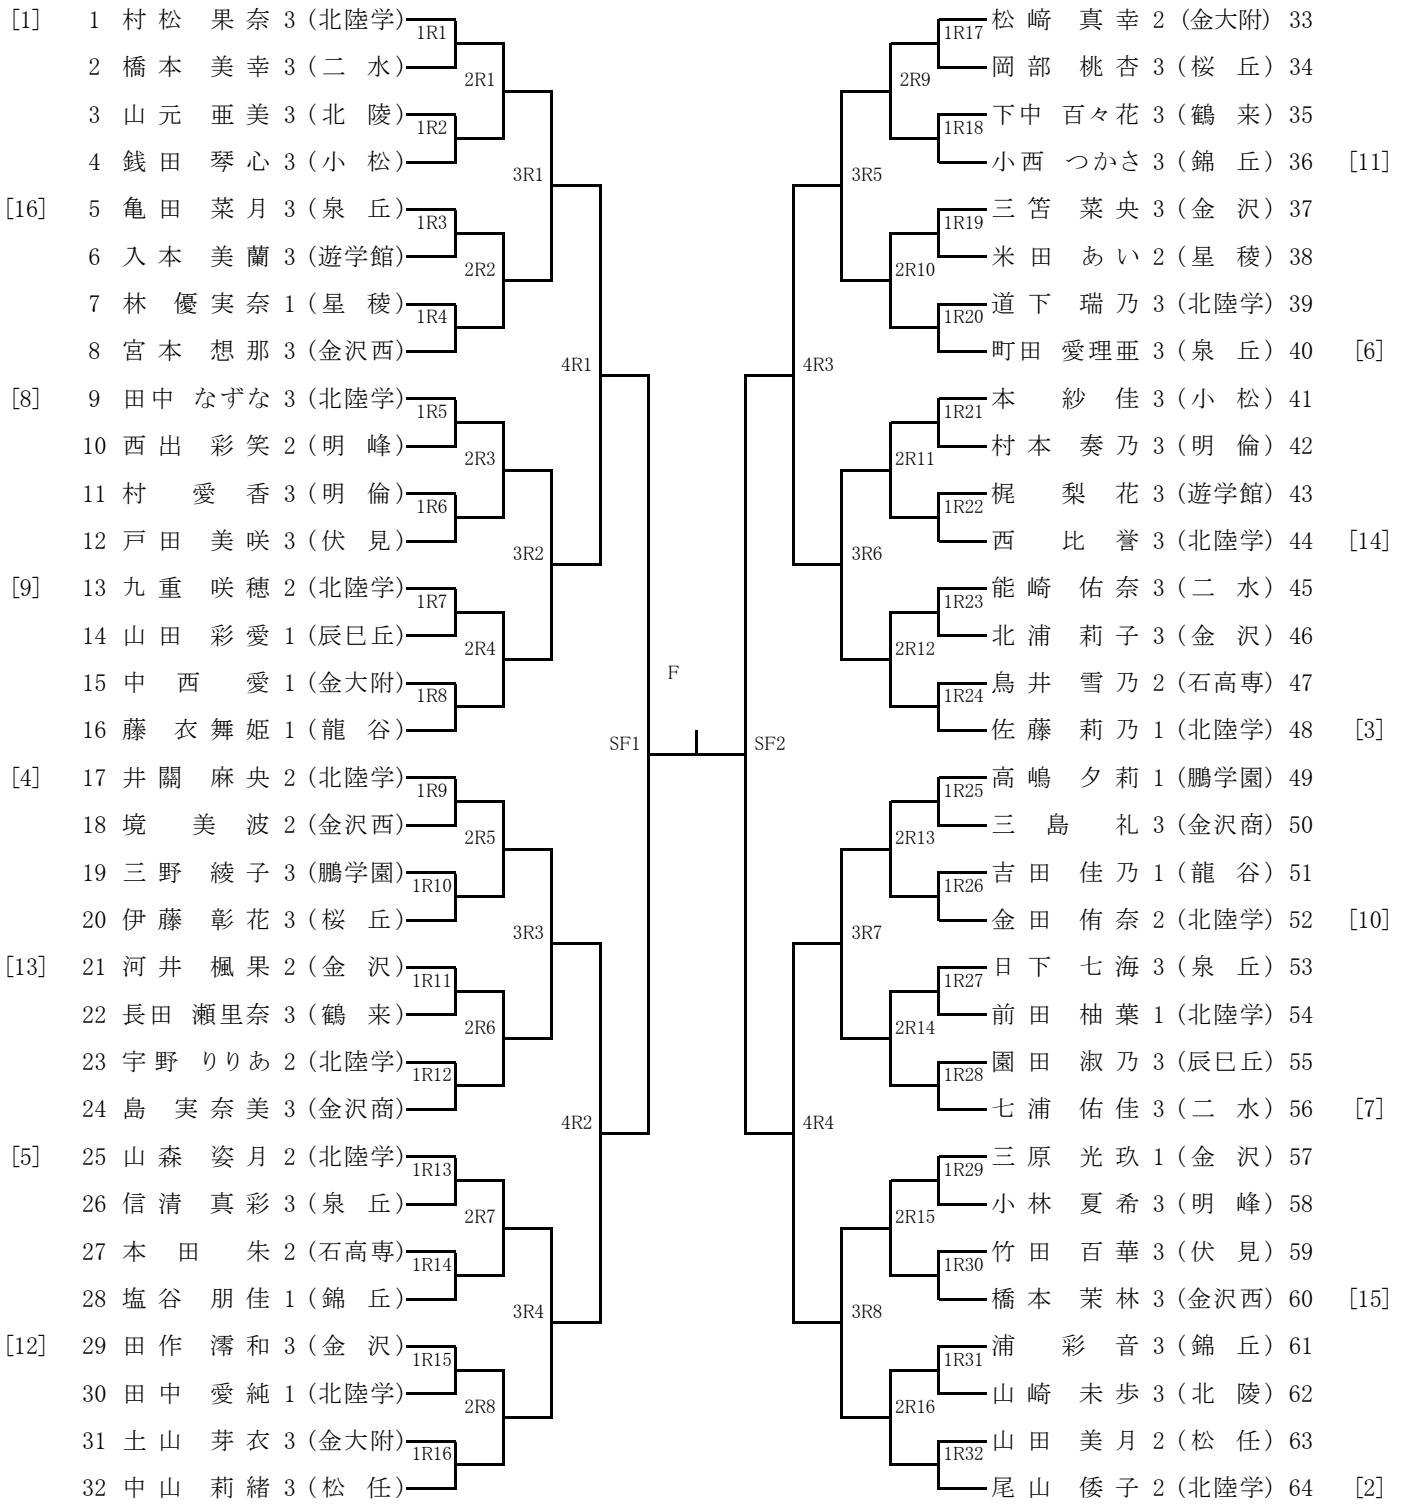 [1] 1 村松 果奈 3 (北陸学)
1R1
2 橋本 美幸 3 (二 水)
2R1
3 山元 亜美 3 (北 陵)
1R2
4 銭田 琴心 3 (小 松)
3R1
[16] 5 亀田 菜月 3 (泉 丘)
1R3
6 入本 美蘭 3 (遊学館)
2R2
7 林 優実奈 1 (星 稜)
1R4
8 宮本 想那 3 (金沢西)
4R1
[8] 9 田中 なずな 3 (北陸学)
1R5
10 西出 彩笑 2 (明 峰)
2R3
11 村 愛香 3 (明 倫)
1R6
12 戸田 美咲 3 (伏 見)
3R2
[9] 13 九重 咲穂 2 (北陸学)
1R7
14 山田 彩愛 1 (辰巳丘)
2R4
15 中西 愛 1 (金大附)
1R8
16 藤 衣舞姫 1 (龍 谷)
SF1
[4] 17 井關 麻央 2 (北陸学)
1R9
18 境 美波 2 (金沢西)
2R5
19 三野 綾子 3 (鵬学園)
1R10
20 伊藤 彰花 3 (桜 丘)
3R3
[13] 21 河井 楓果 2 (金 沢)
1R11
22 長田 瀬里奈 3 (鶴 来)
2R6
23 宇野 りりあ 2 (北陸学)
1R12
24 島 実奈美 3 (金沢商)
4R2
[5] 25 山森 姿月 2 (北陸学)
1R13
26 信清 真彩 3 (泉 丘)
2R7
27 本田 朱 2 (石高専)
1R14
28 塩谷 朋佳 1 (錦 丘)
3R4
[12] 29 田作 澪和 3 (金 沢)
1R15
30 田中 愛純 1 (北陸学)
2R8
31 土山 芽衣 3 (金大附)
1R16
32 中山 莉緒 3 (松 任)
F
松﨑 真幸 2 (金大附) 33
1R17
岡部 桃杏 3 (桜 丘) 34
2R9
下中 百々花 3 (鶴 来) 35
1R18
小西 つかさ 3 (錦 丘) 36 [11]
3R5
三筈 菜央 3 (金 沢) 37
1R19
米田 あい 2 (星 稜) 38
2R10
道下 瑞乃 3 (北陸学) 39
1R20
町田 愛理亜 3 (泉 丘) 40 [6]
4R3
本 紗佳 3 (小 松) 41
1R21
村本 奏乃 3 (明 倫) 42
2R11
梶 梨花 3 (遊学館) 43
1R22
西 比誉 3 (北陸学) 44 [14]
3R6
能崎 佑奈 3 (二 水) 45
1R23
北浦 莉子 3 (金 沢) 46
2R12
鳥井 雪乃 2 (石高専) 47
1R24
佐藤 莉乃 1 (北陸学) 48 [3]
SF2
高嶋 夕莉 1 (鵬学園) 49
1R25
三島 礼 3 (金沢商) 50
2R13
吉田 佳乃 1 (龍 谷) 51
1R26
金田 侑奈 2 (北陸学) 52 [10]
3R7
日下 七海 3 (泉 丘) 53
1R27
前田 柚葉 1 (北陸学) 54
2R14
園田 淑乃 3 (辰巳丘) 55
1R28
七浦 佑佳 3 (二 水) 56 [7]
4R4
三原 光玖 1 (金 沢) 57
1R29
小林 夏希 3 (明 峰) 58
2R15
竹田 百華 3 (伏 見) 59
1R30
橋本 茉林 3 (金沢西) 60 [15]
3R8
浦 彩音 3 (錦 丘) 61
1R31
山崎 未歩 3 (北 陵) 62
2R16
山田 美月 2 (松 任) 63
1R32
尾山 倭子 2 (北陸学) 64 [2]